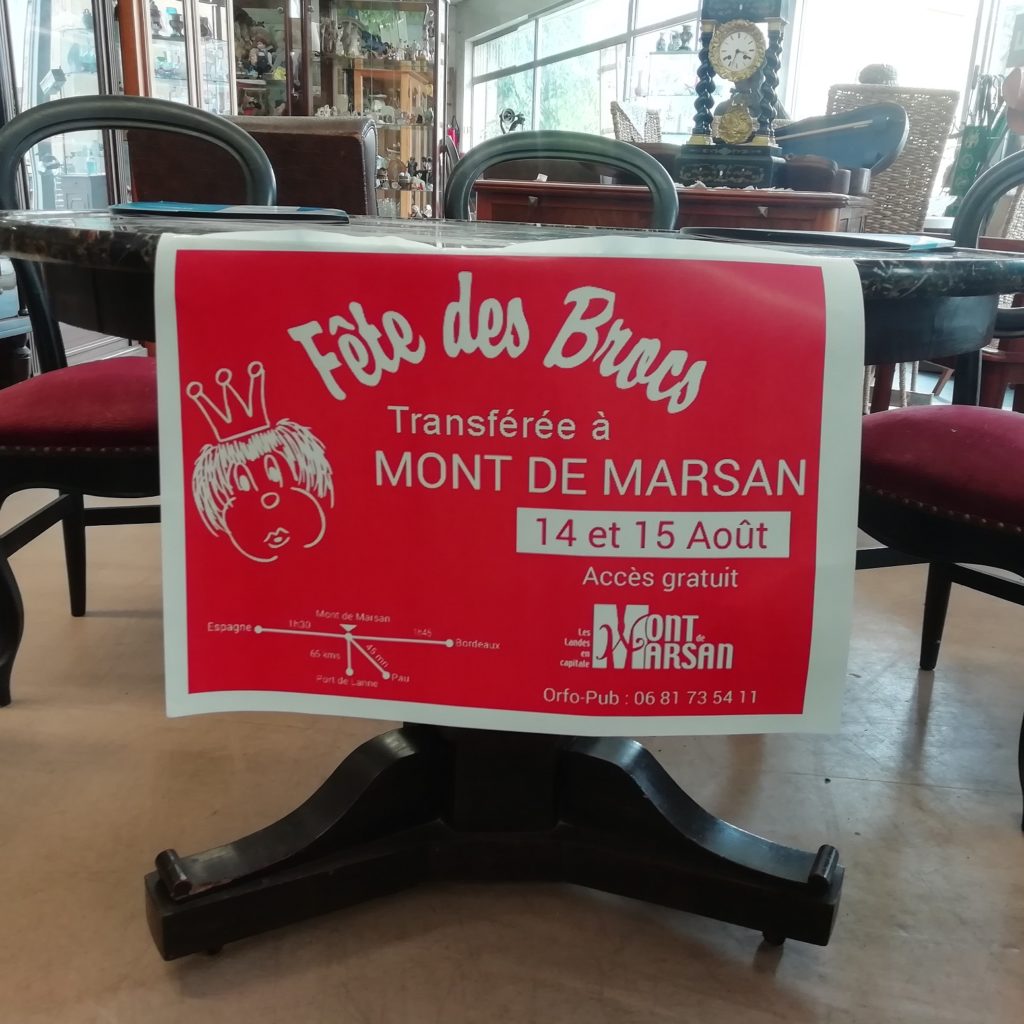 Fête des Brocs
Transférée à
MONT DE MARSAN
14 et 15 Août
Accès gratuit
Mont de Marsan
Espagne
1h30
1h45
Bordeaux
65 kms
45 mn
Port de Lanne
Pau
Les
Landes
en
capitale
MONT de
MARSAN
Orfo-Pub : 06 81 73 54 11